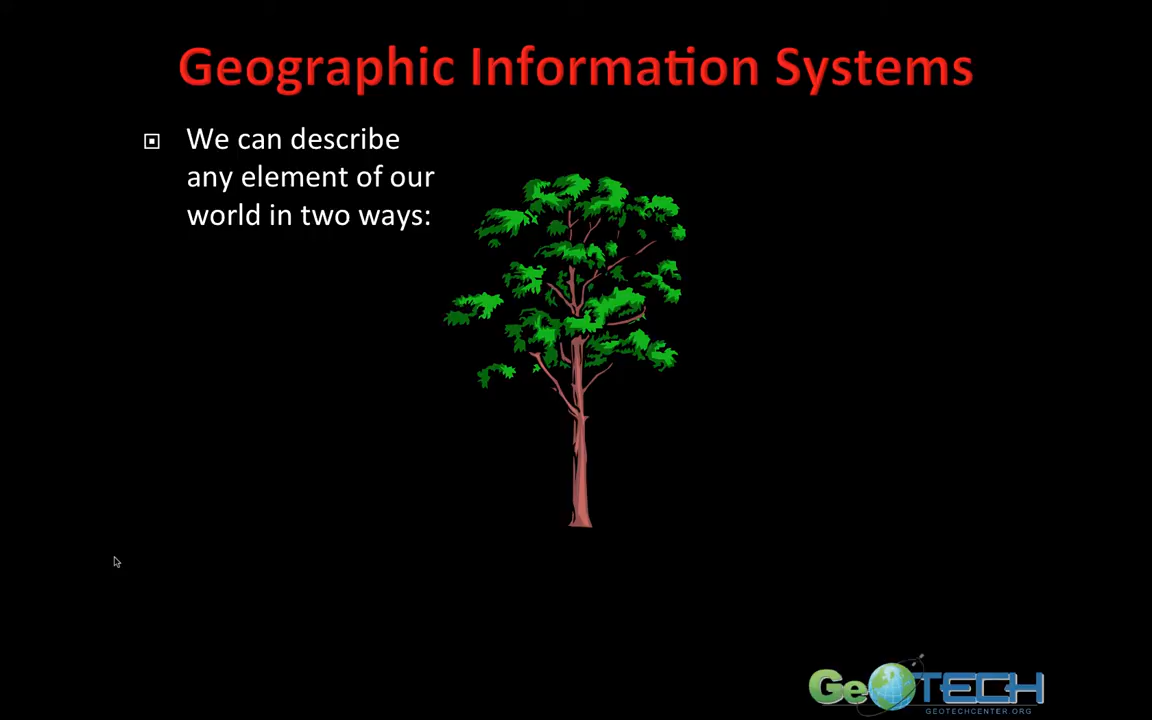 Geographic Information Systems
We can describe
any element of our
world in two ways:
GeoTECH
GEOTECHCENTER.ORG